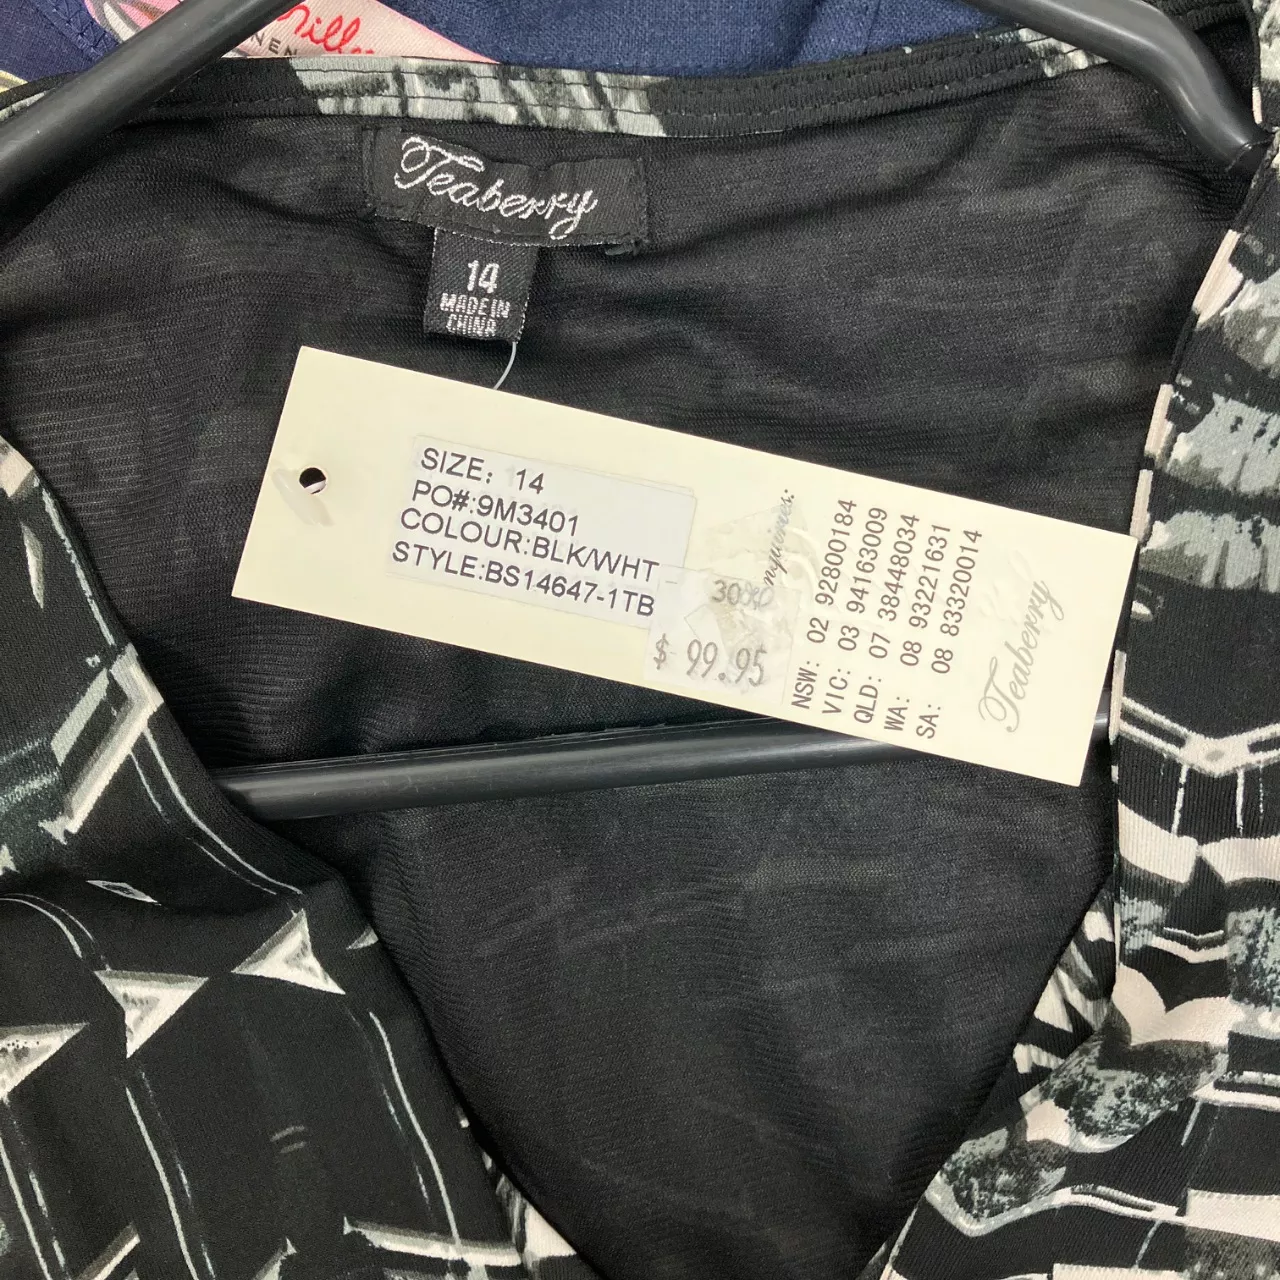 Teaberry
14
MADE IN
CHINA
SIZE: 14
PO#:9M3401
COLOUR:BLK/WHT
STYLE:BS14647-1TB
$ 99.95
nquiries:
NSW: 02 92800184
VIC: 03 94163009
QLD: 07 38448034
WA: 08 93221631
SA: 08 83320014
Teaberry